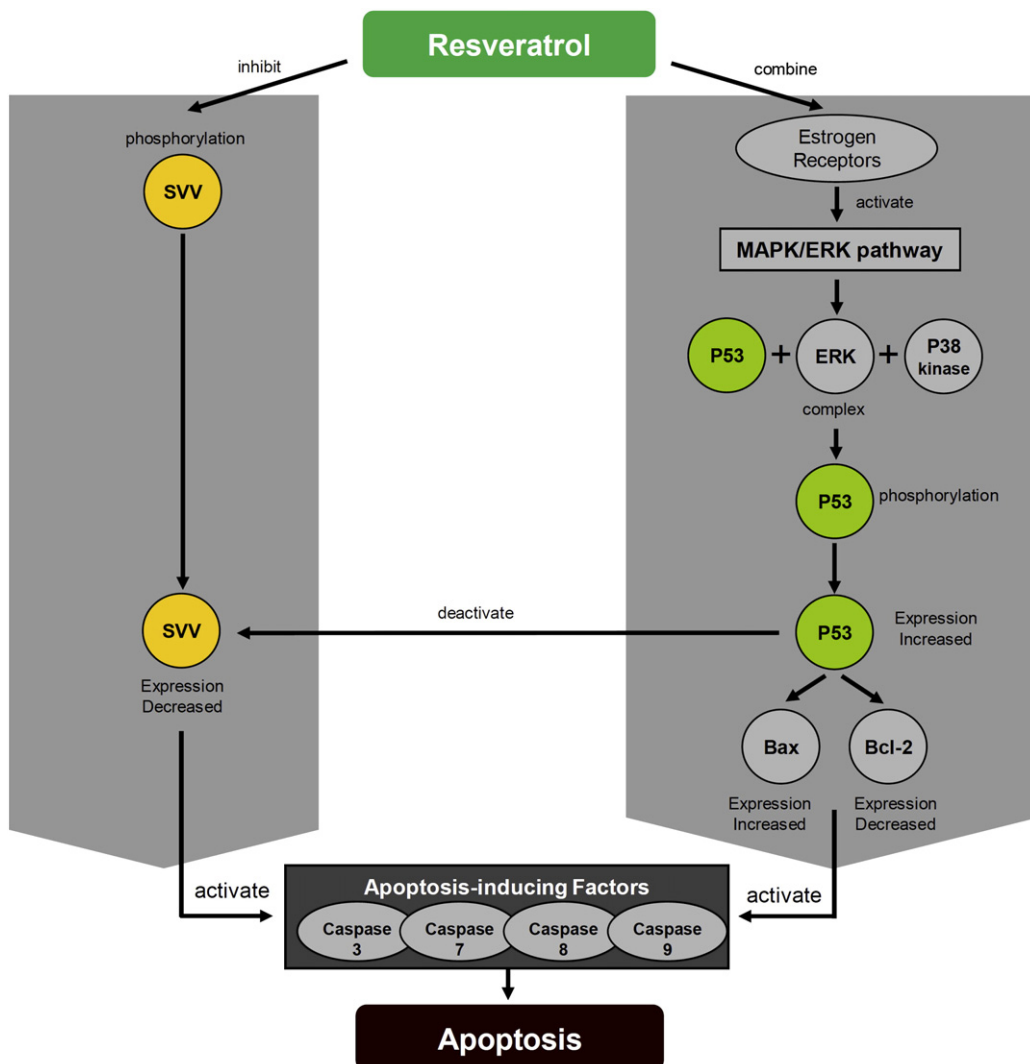 Resveratrol
inhibit
combine
phosphorylation
SVV
Estrogen
Receptors
activate
MAPK/ERK pathway
P53
+
ERK
+
P38
kinase
complex
P53
phosphorylation
deactivate
SVV
Expression
Decreased
P53
Expression
Increased
Bax
Bcl-2
Expression
Increased
Expression
Decreased
activate
activate
Apoptosis-inducing Factors
Caspase
3
Caspase
7
Caspase
8
Caspase
9
Apoptosis